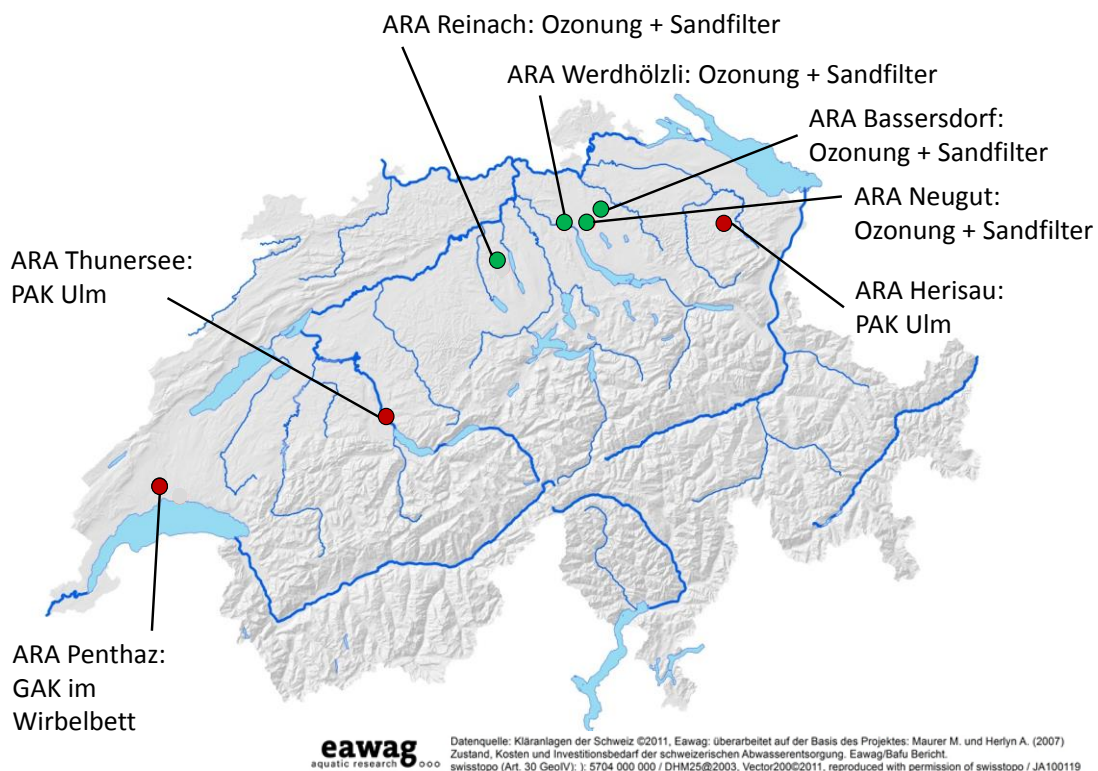 ARA Reinach: Ozonung + Sandfilter
ARA Werdhölzli: Ozonung + Sandfilter
ARA Bassersdorf:
Ozonung + Sandfilter
ARA Neugut:
Ozonung + Sandfilter
ARA Thunersee:
PAK Ulm
ARA Herisau:
PAK Ulm
ARA Penthaz:
GAK im
Wirbelbett
eawag
aquatic research
Datenquelle: Kläranlagen der Schweiz ©2011, Eawag: überarbeitet auf der Basis des Projektes: Maurer M. und Herlyn A. (2007)
Zustand, Kosten und Investitionsbedarf der schweizerischen Abwasserentsorgung. Eawag/Bafu Bericht.
swisstopo (Art. 30 GeoIV): ): 5704 000 000 / DHM25@2003, Vector200©2011, reproduced with permission of swisstopo / JA100119